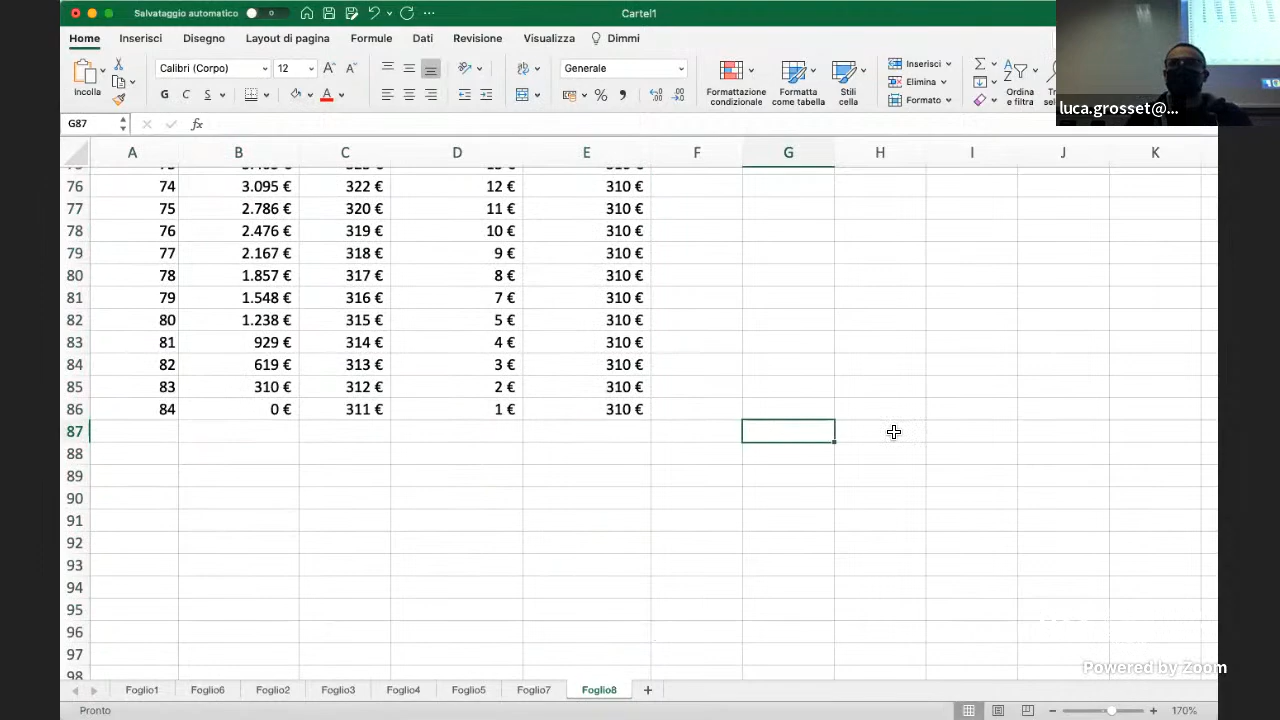 Salvataggio automatico
Cartel1
Home Inserisci Disegno Layout di pagina Formule Dati Revisione Dimmi
Incolla
Calibri (Corpo) 12
G C S A
Generale
% 000
Formattazione condizionale
Formatta come tabella
Stili cella
Inserisci
Elimina
Formato
Ordina e filtra
luca.grosset@...
G87 fx
A B C D E F G H I J K
76 74 3.095 € 322 € 12 € 310 €
77 75 2.786 € 320 € 11 € 310 €
78 76 2.476 € 319 € 10 € 310 €
79 77 2.167 € 318 € 9 € 310 €
80 78 1.857 € 317 € 8 € 310 €
81 79 1.548 € 316 € 7 € 310 €
82 80 1.238 € 315 € 5 € 310 €
83 81 929 € 314 € 4 € 310 €
84 82 619 € 313 € 3 € 310 €
85 83 310 € 312 € 2 € 310 €
86 84 0 € 311 € 1 € 310 €
87
88
89
90
91
92
93
94
95
96
97
98
Powered by Zoom
Foglio1 Foglio6 Foglio2 Foglio3 Foglio4 Foglio5 Foglio7 Foglio8
Pronto
170%